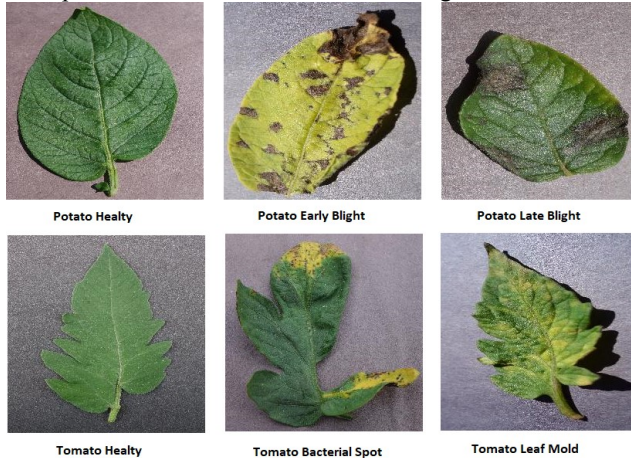 Potato Healty
Potato Early Blight
Potato Late Blight
Tomato Healty
Tomato Bacterial Spot
Tomato Leaf Mold